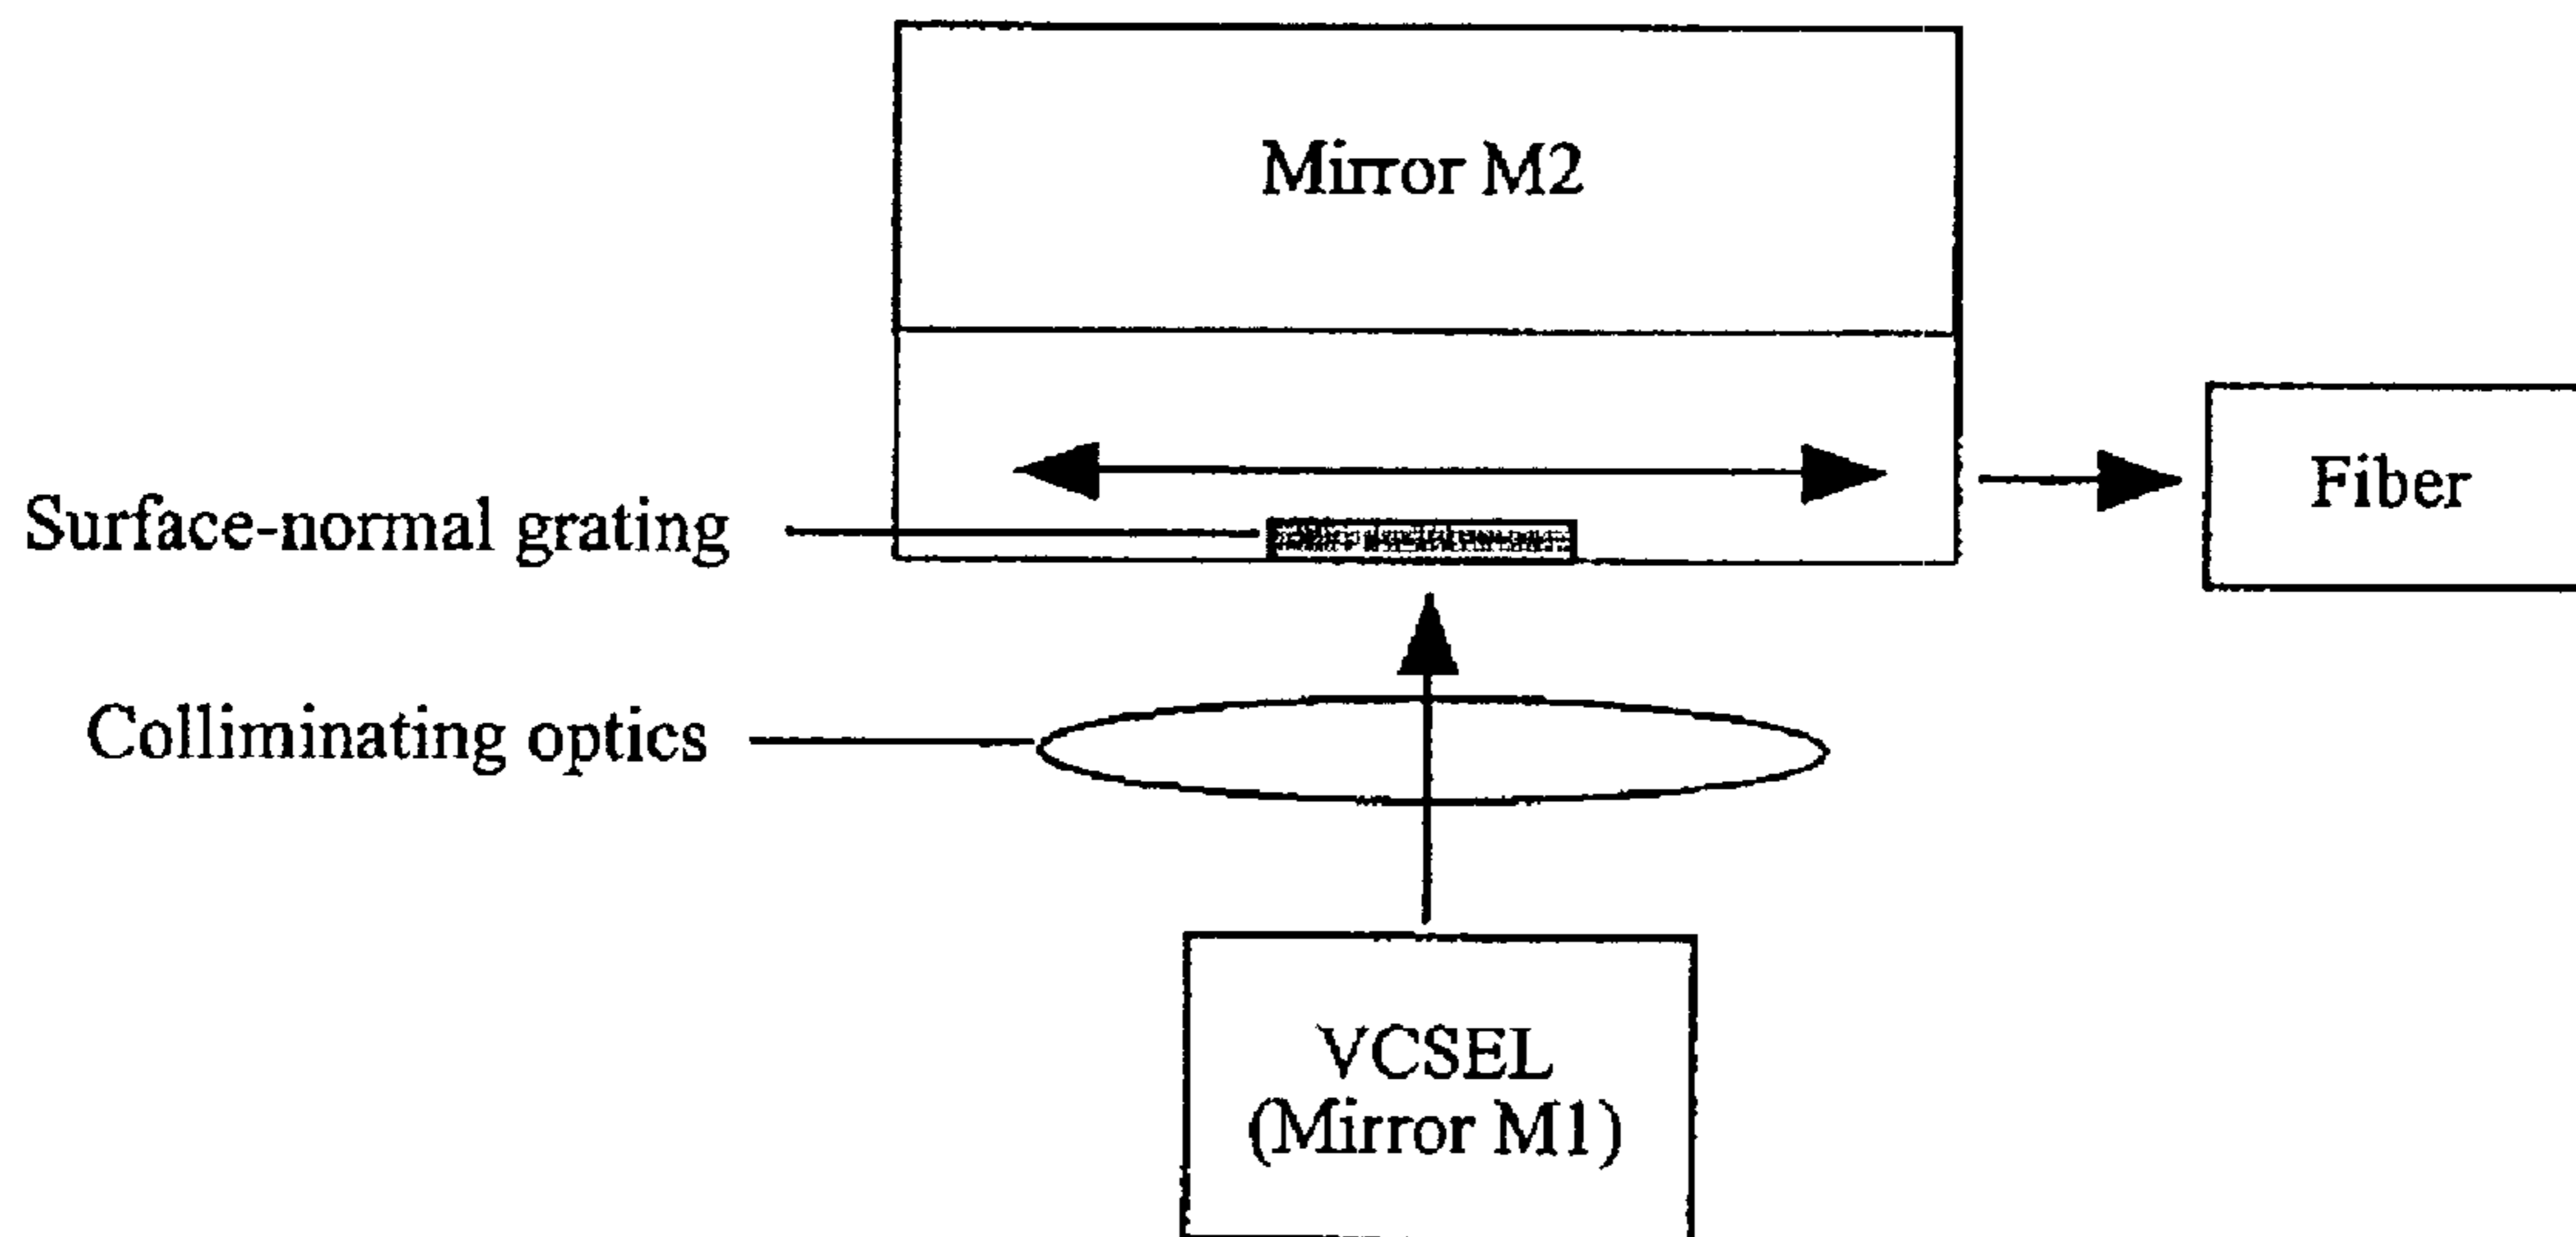 Mirror M2
Surface-normal grating
Fiber
Colliminating optics
VCSEL
(Mirror M1)